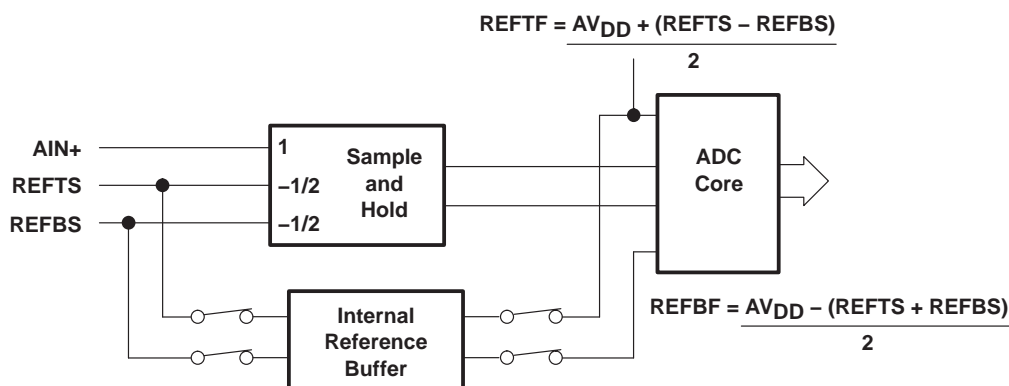 REFTF = AVDD + (REFTS – REFBS)
2
AIN+
REFTS
REFBS
1
–1/2
–1/2
Sample
and
Hold
ADC
Core
Internal
Reference
Buffer
REFBF = AVDD – (REFTS + REFBS)
2